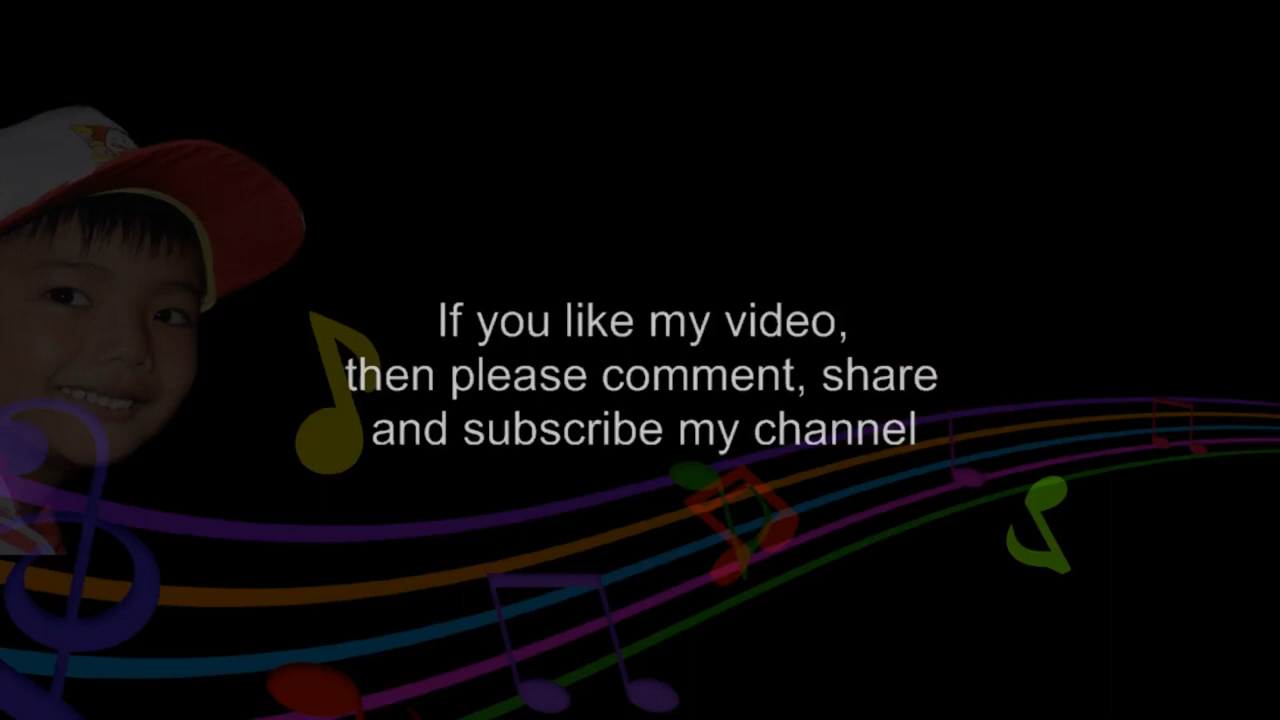 If you like my video,
then please comment, share
and subscribe my channel